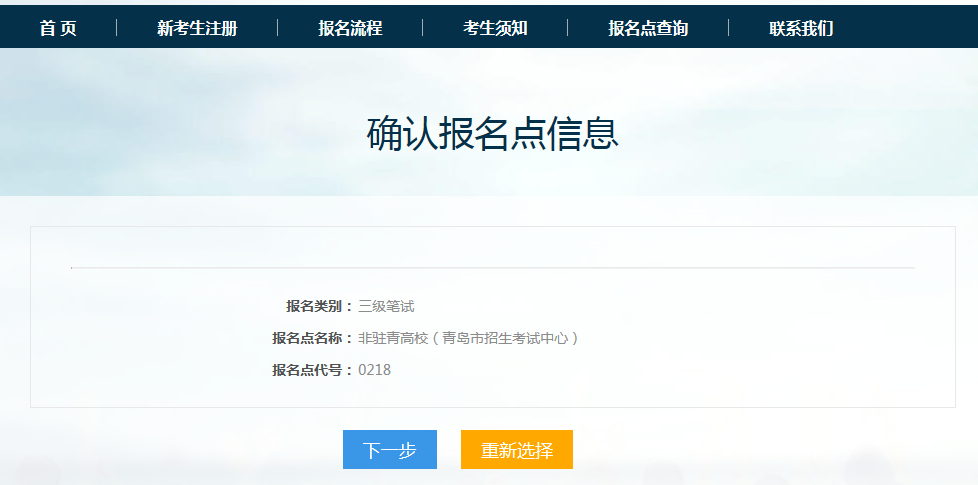 首 页 新考生注册 报名流程 考生须知 报名点查询 联系我们
确认报名点信息
报名类别： 三级笔试
报名点名称： 非驻青高校（青岛市招生考试中心）
报名点代号： 0218
下一步 重新选择